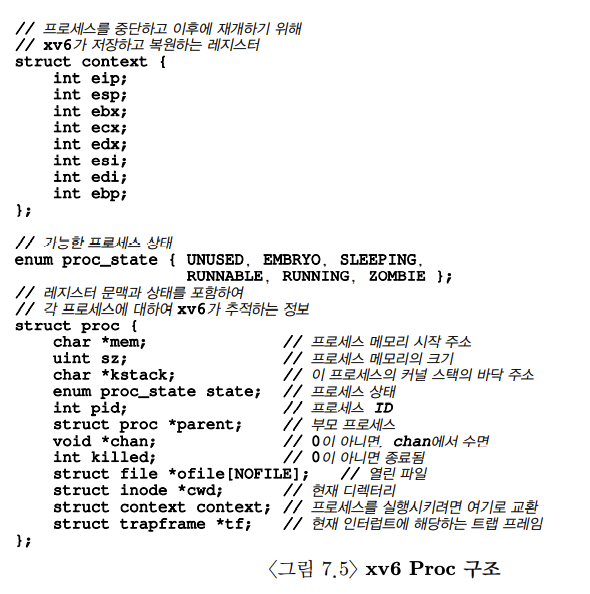 // 프로세스를 중단하고 이후에 재개하기 위해
// xv6가 저장하고 복원하는 레지스터
struct context {
    int eip;
    int esp;
    int ebx;
    int ecx;
    int edx;
    int esi;
    int edi;
    int ebp;
};
// 가능한 프로세스 상태
enum proc_state { UNUSED, EMBRYO, SLEEPING,
                  RUNNABLE, RUNNING, ZOMBIE };
// 레지스터 문맥과 상태를 포함하여
// 각 프로세스에 대하여 xv6가 추적하는 정보
struct proc {
    char *mem;                // 프로세스 메모리 시작 주소
    uint sz;                  // 프로세스 메모리의 크기
    char *kstack;             // 이 프로세스의 커널 스택의 바닥 주소
    enum proc_state state;    // 프로세스 상태
    int pid;                  // 프로세스 ID
    struct proc *parent;      // 부모 프로세스
    void *chan;               // 0이 아니면, chan에서 수면
    int killed;               // 0이 아니면 종료됨
    struct file *ofile[NOFILE];    // 열린 파일
    struct inode *cwd;        // 현재 디렉터리
    struct context context;   // 프로세스를 실행시키려면 여기로 교환
    struct trapframe *tf;     // 현재 인터럽트에 해당하는 트랩 프레임
};
〈그림 7.5〉 xv6 Proc 구조